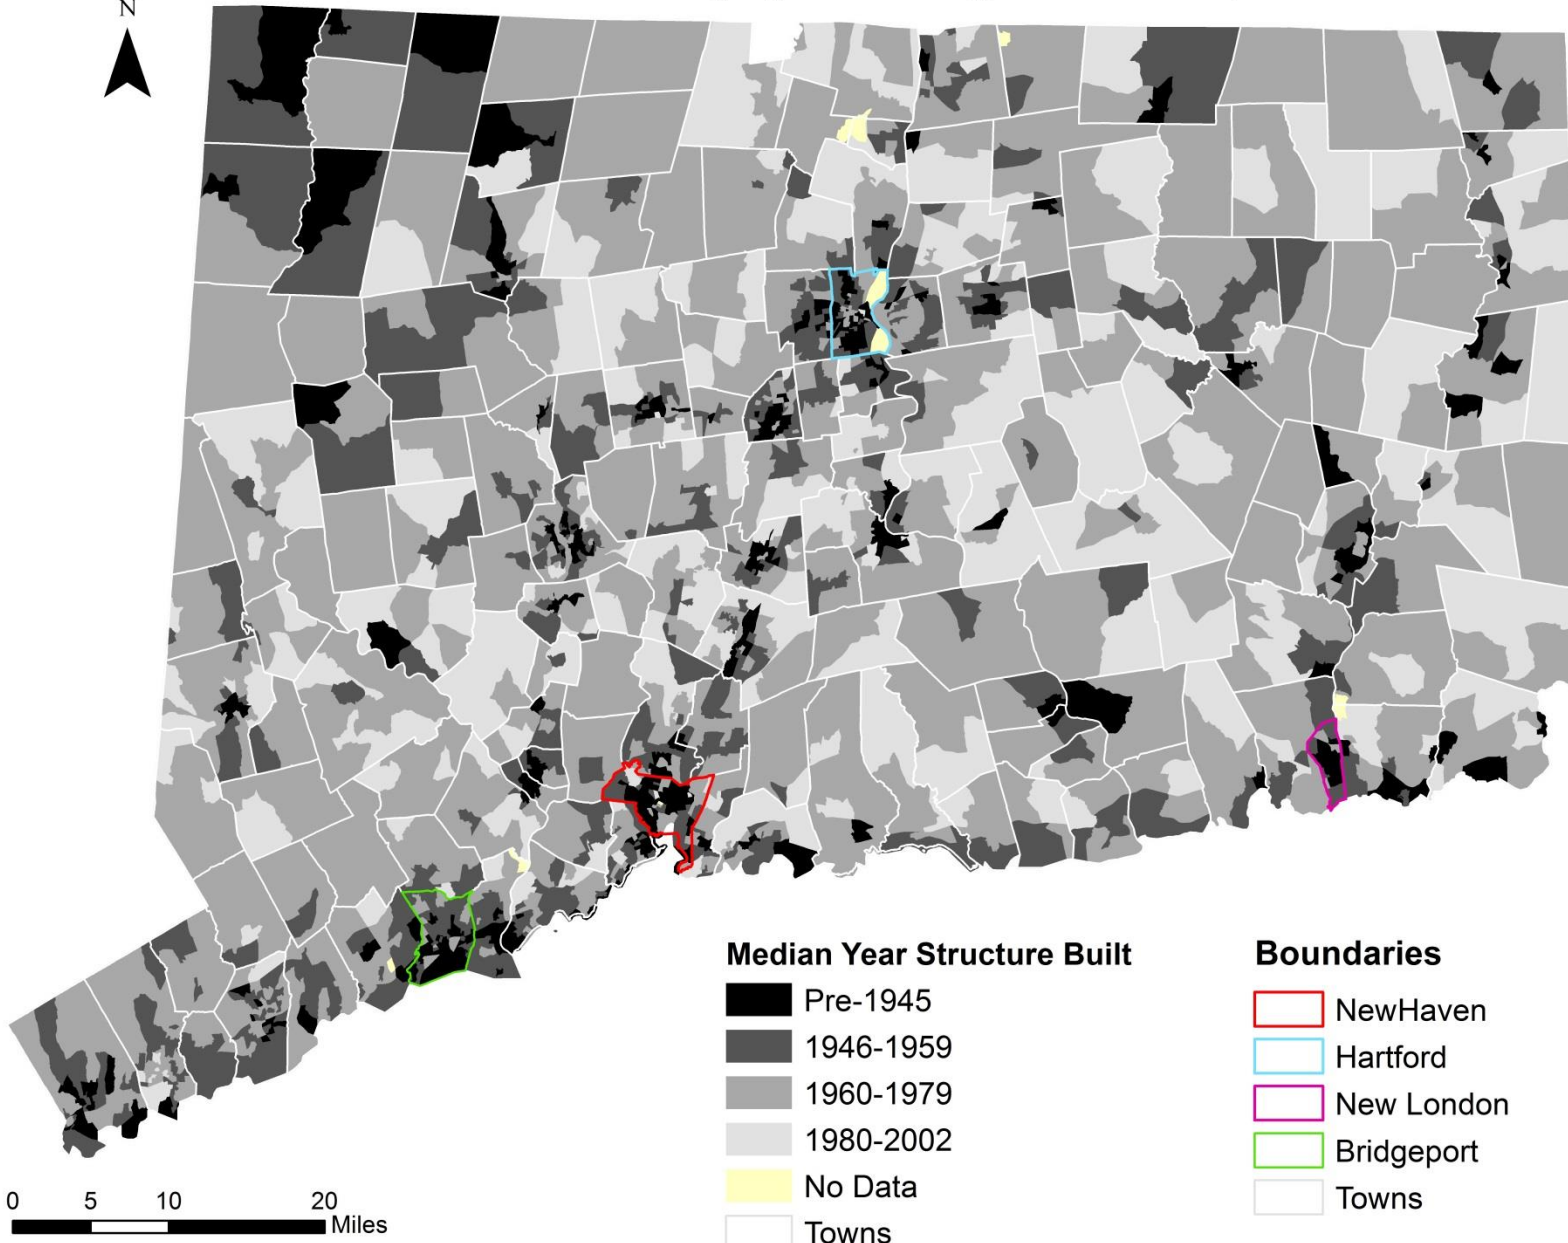 N
Median Year Structure Built
Pre-1945
1946-1959
1960-1979
1980-2002
No Data
Towns
Boundaries
NewHaven
Hartford
New London
Bridgeport
Towns
0 5 10 20
Miles